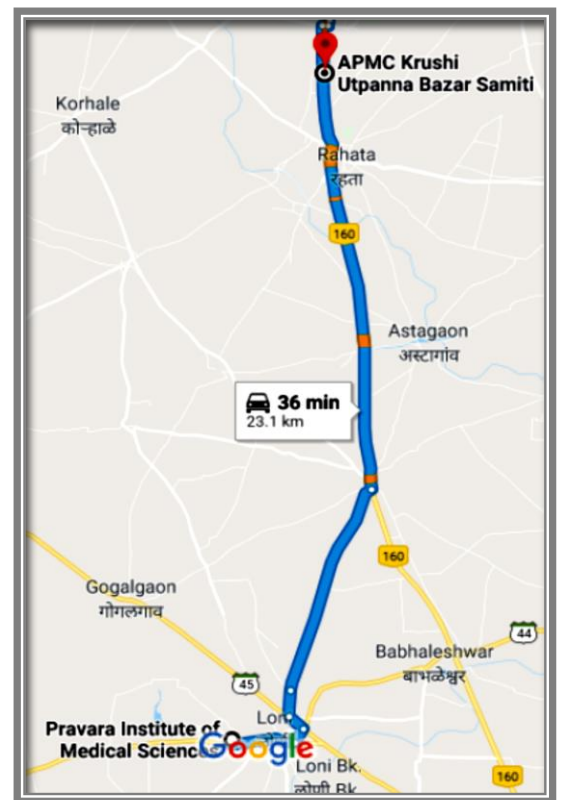 APMC Krushi
Utpanna Bazar Samiti
Korhale
कोऱ्हाळे
Rahata
रहता
160
Astagaon
अस्टागांव
36 min
23.1 km
160
Gogalgaon
गोगलगाव
44
Babhaleshwar
बाभळेश्वर
45
Pravara Institute of
Medical
Google
Loni Bk.
लोणी Bk
160